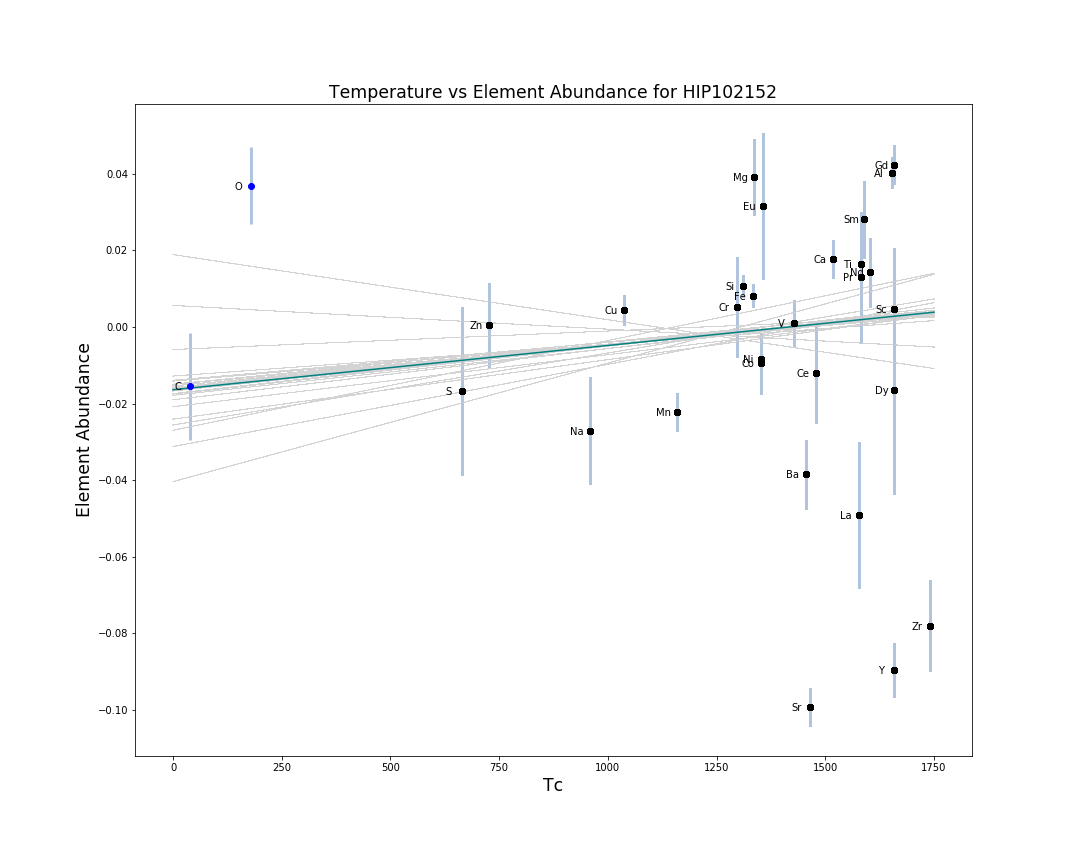 Temperature vs Element Abundance for HIP102152
Element Abundance
0.04
0.02
0.00
−0.02
−0.04
−0.06
−0.08
−0.10
O
C
S
Zn
Na
Cu
Mn
Mg
Eu
Si
Fe
Cr
V
Ni
Co
Ce
Ba
Sr
Ca
Gd
Al
Sm
Ti
Nd
Pr
Sc
Dy
La
Zr
Y
0
250
500
750
1000
1250
1500
1750
Tc